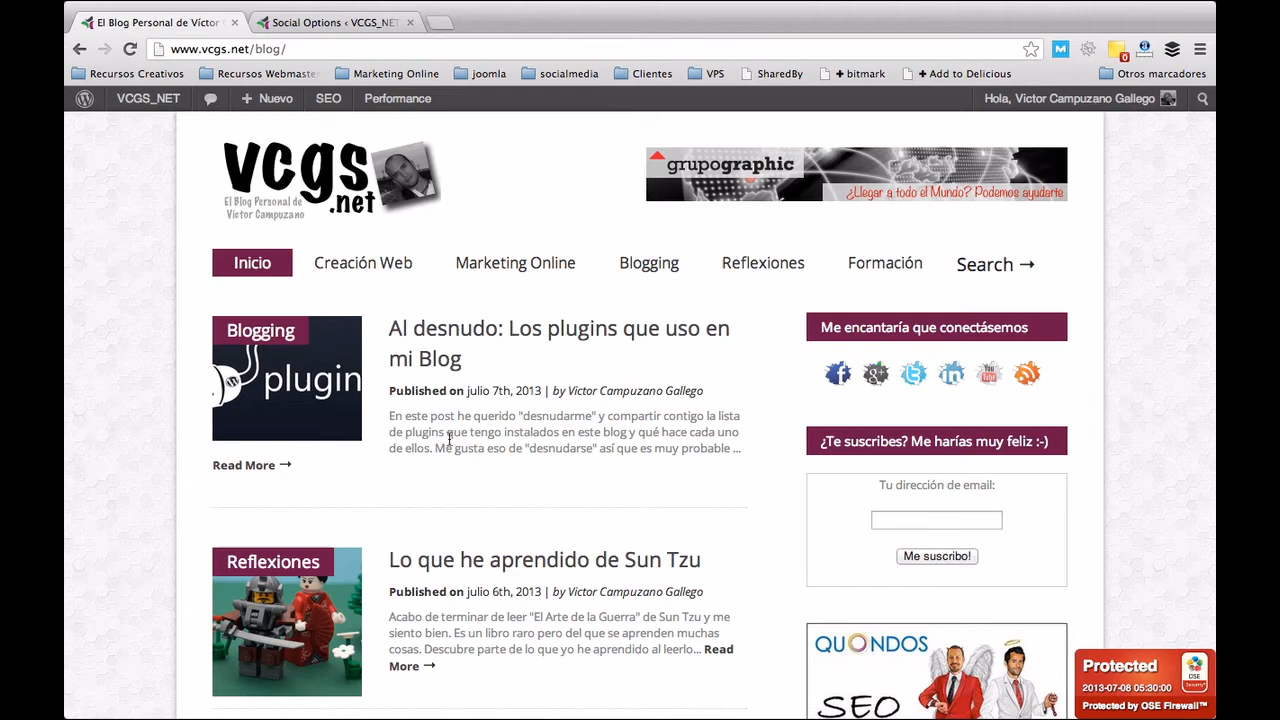 El Blog Personal de Víctor
Social Options ‹ VCGS_NET
www.vcgs.net/blog/
Recursos Creativos
Recursos Webmaste
Marketing Online
joomla
socialmedia
Clientes
VPS
SharedBy
+ bitmark
+ Add to Delicious
Otros marcadores
0
VCGS_NET
+ Nuevo
SEO
Performance
Hola, Victor Campuzano Gallego
vcgs
.net
El Blog Personal de
Víctor Campuzano
grupographic
¿Llegar a todo el Mundo? Podemos ayudarte
Inicio
Creación Web
Marketing Online
Blogging
Reflexiones
Formación
Search →
Blogging
plugin
Al desnudo: Los plugins que uso en
mi Blog
Published on julio 7th, 2013 | by Victor Campuzano Gallego
En este post he querido "desnudarme" y compartir contigo la lista
de plugins que tengo instalados en este blog y qué hace cada uno
de ellos. Me gusta eso de "desnudarse" así que es muy probable ...
Read More →
Reflexiones
Lo que he aprendido de Sun Tzu
Published on julio 6th, 2013 | by Victor Campuzano Gallego
Acabo de terminar de leer "El Arte de la Guerra" de Sun Tzu y me
siento bien. Es un libro raro pero del que se aprenden muchas
cosas. Descubre parte de lo que yo he aprendido al leerlo... Read
More →
Me encantaría que conectásemos
You
Tube
¿Te suscribes? Me harías muy feliz :-)
Tu dirección de email:
Me suscribo!
QUONDOS
SEO
Protected
2013-07-08 05:30:00
Protected by OSE Firewall™
OSE